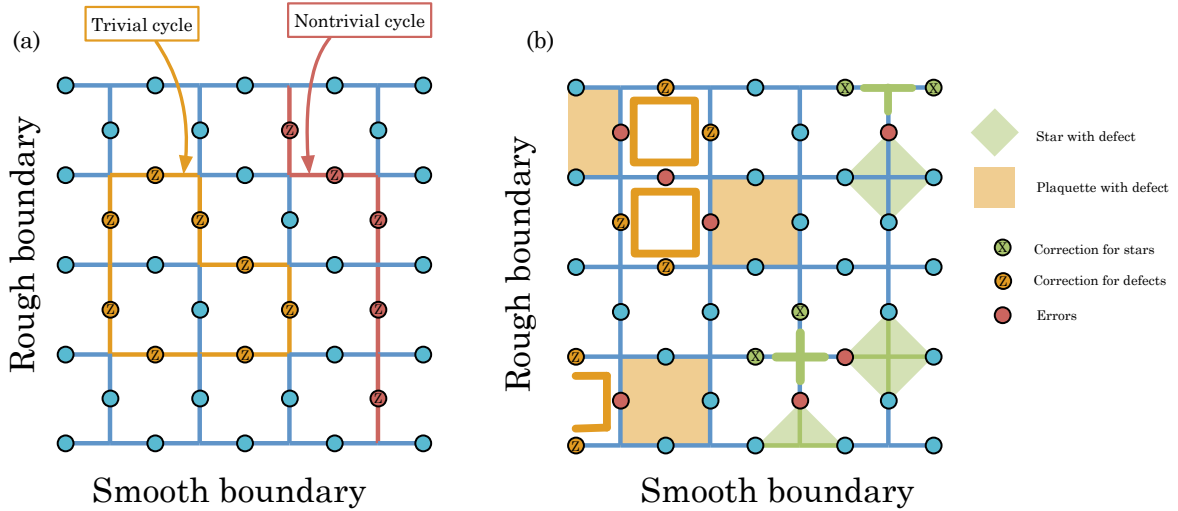 Trivial cycle
Nontrivial cycle
(a)
(b)
Rough boundary
Smooth boundary
Z
Z
Z
Z
Z
Z
Z
Z
Z
Z
Z
Z
Z
Z
Rough boundary
Smooth boundary
Z
X
X
Z
Z
Z
X
Z
X
Z
Star with defect
Plaquette with defect
X
Correction for stars
Z
Correction for defects
Errors